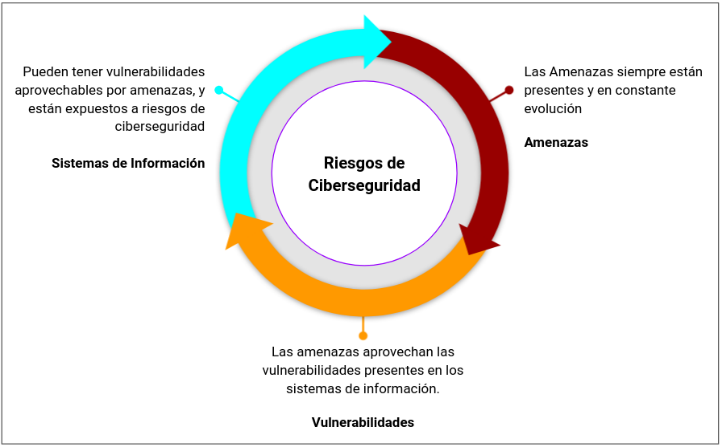 Pueden tener vulnerabilidades
aprovechables por amenazas, y
están expuestos a riesgos de
ciberseguridad
Sistemas de Información
Riesgos de
Ciberseguridad
Las Amenazas siempre están
presentes y en constante
evolución
Amenazas
Las amenazas aprovechan las
vulnerabilidades presentes en los
sistemas de información.
Vulnerabilidades